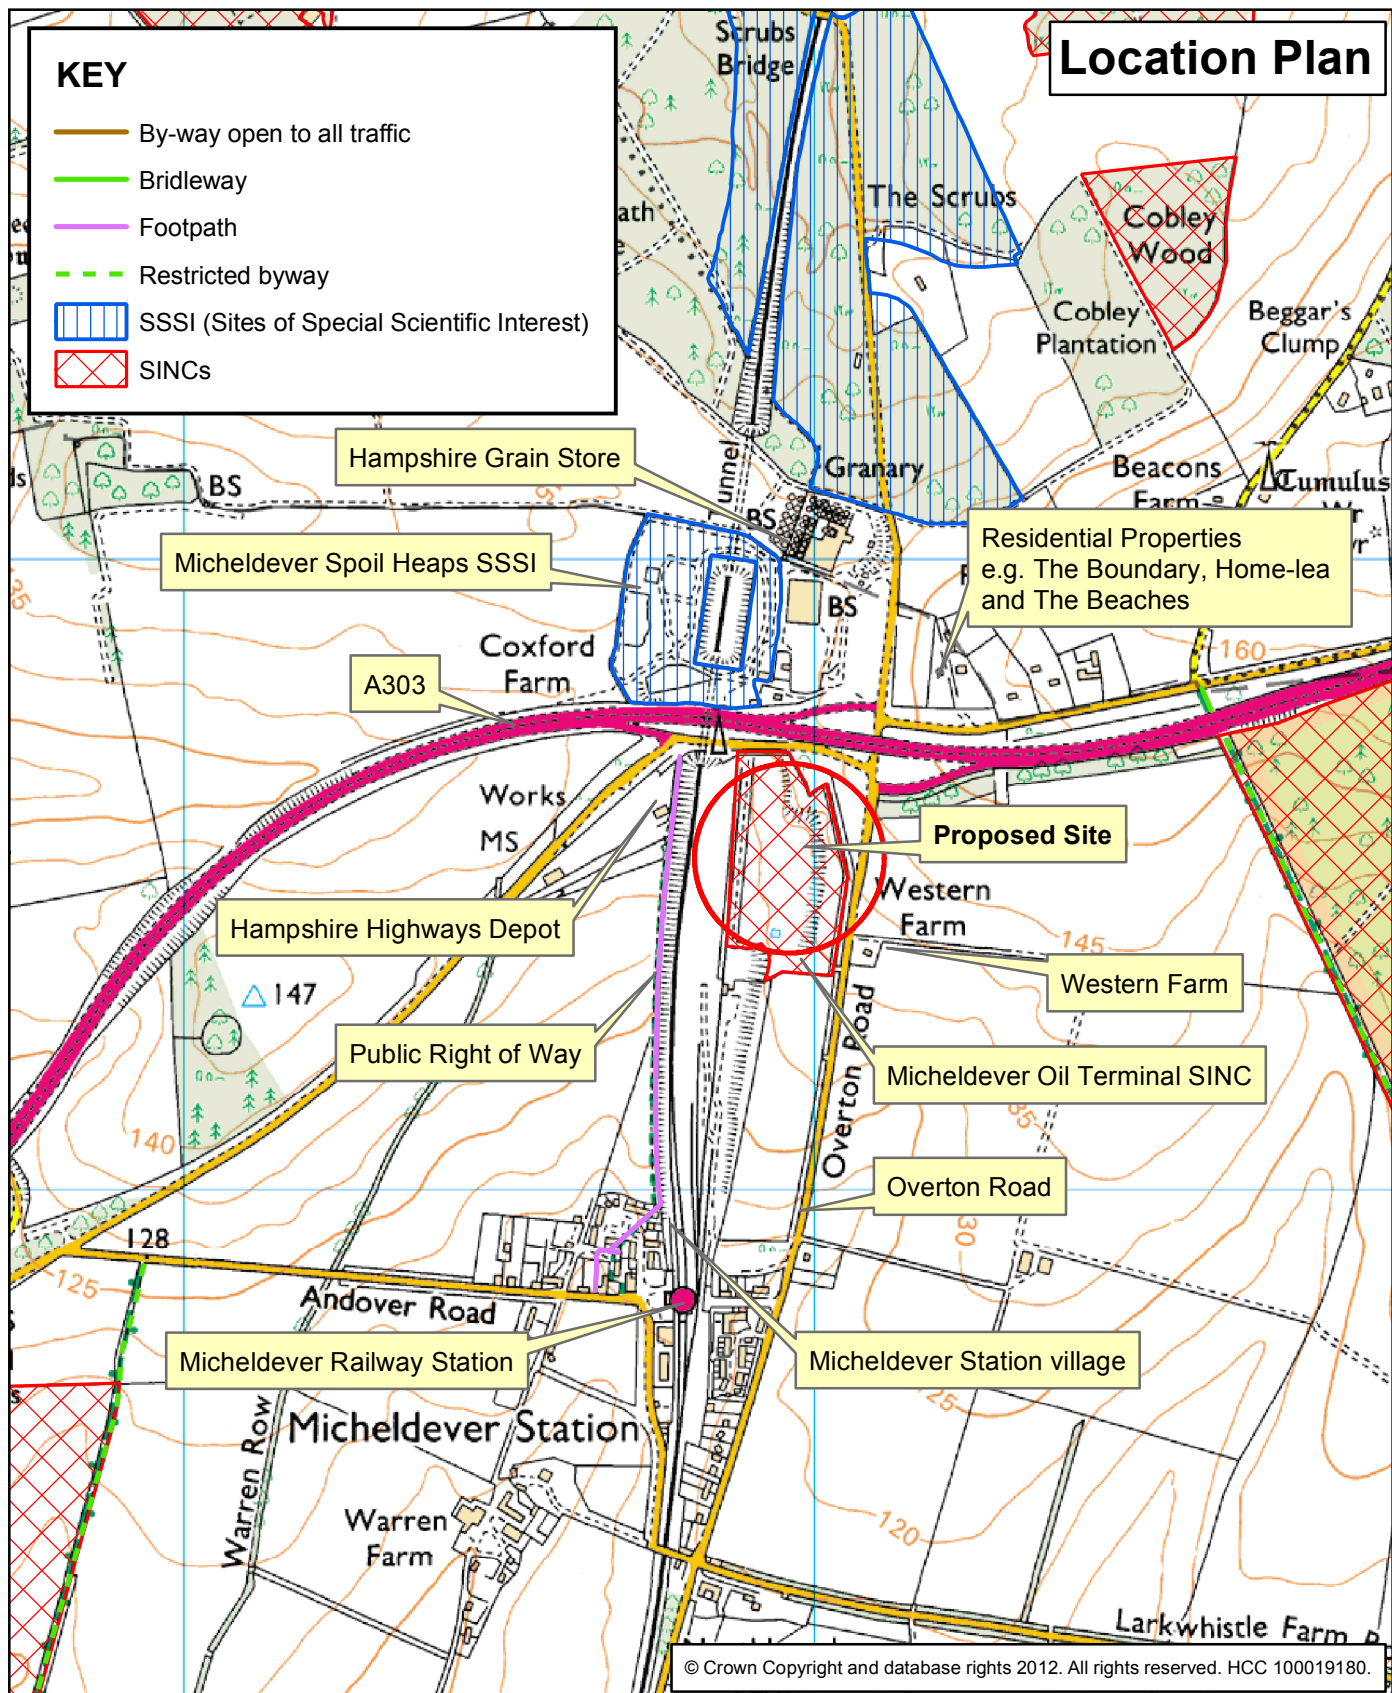 Location Plan
KEY
By-way open to all traffic
Bridleway
Footpath
Restricted byway
SSSI (Sites of Special Scientific Interest)
SINCs
Scrubs
Bridge
The Scrubs
Cobley
Wood
Cobley
Plantation
Beggar's
Clump
ath
Hampshire Grain Store
unnel
Granary
Beacons
Farm
Tumulus
BS
BS
Residential Properties
e.g. The Boundary, Home-lea
and The Beaches
Micheldever Spoil Heaps SSSI
BS
Coxford
Farm
160
A303
Works
MS
Proposed Site
Western
Farm
Hampshire Highways Depot
145
Western Farm
147
Public Right of Way
Micheldever Oil Terminal SINC
Overton Road
140
Overton Road
128
125
Andover Road
Micheldever Railway Station
Micheldever Station village
Micheldever Station
Warren Row
Warren
Farm
120
Larkwhistle Farm
© Crown Copyright and database rights 2012. All rights reserved. HCC 100019180.